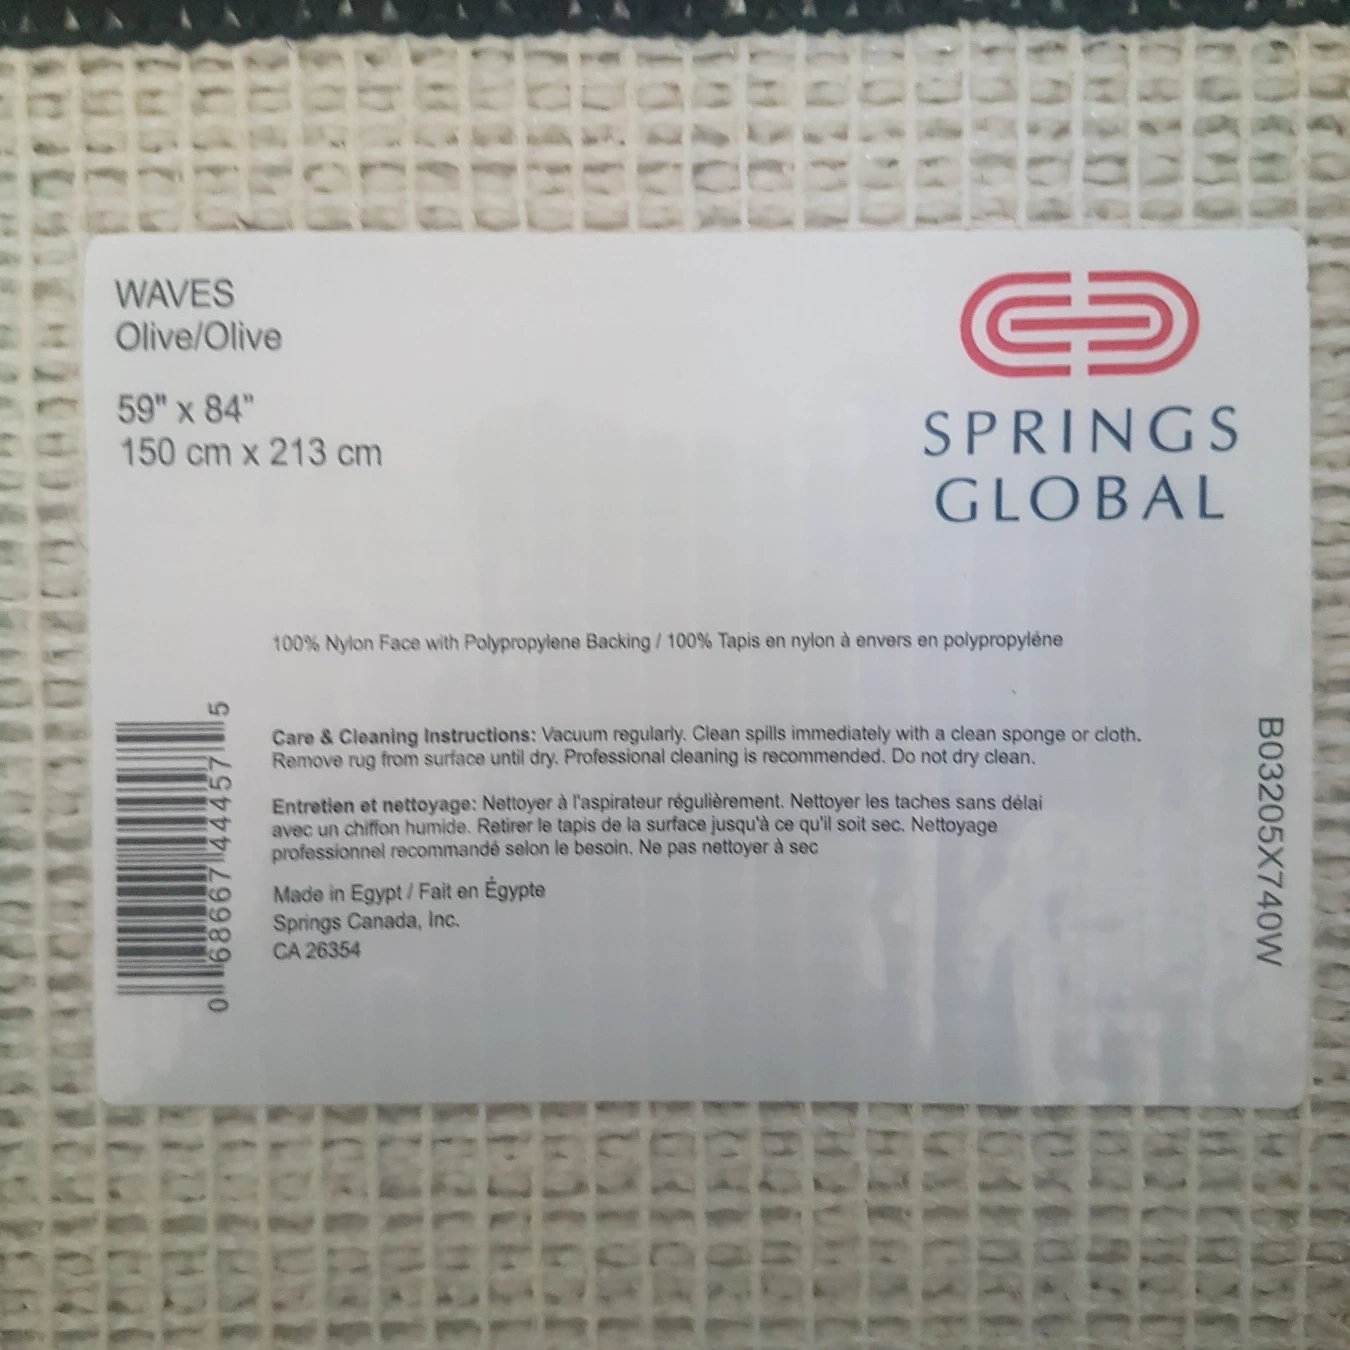 WAVES
Olive/Olive
59" x 84"
150 cm x 213 cm
SPRINGS
GLOBAL
100% Nylon Face with Polypropylene Backing / 100% Tapis en nylon à envers en polypropyléne
Care & Cleaning Instructions: Vacuum regularly. Clean spills immediately with a clean sponge or cloth.
Remove rug from surface until dry. Professional cleaning is recommended. Do not dry clean.
Entretien et nettoyage: Nettoyer à l'aspirateur régulièrement. Nettoyer les taches sans délai
avec un chiffon humide. Retirer le tapis de la surface jusqu'à ce qu'il soit sec. Nettoyage
professionnel recommandé selon le besoin. Ne pas nettoyer à sec
Made in Egypt / Fait en Égypte
Springs Canada, Inc.
CA 26354
0 68667 44457 5
B03205X740W